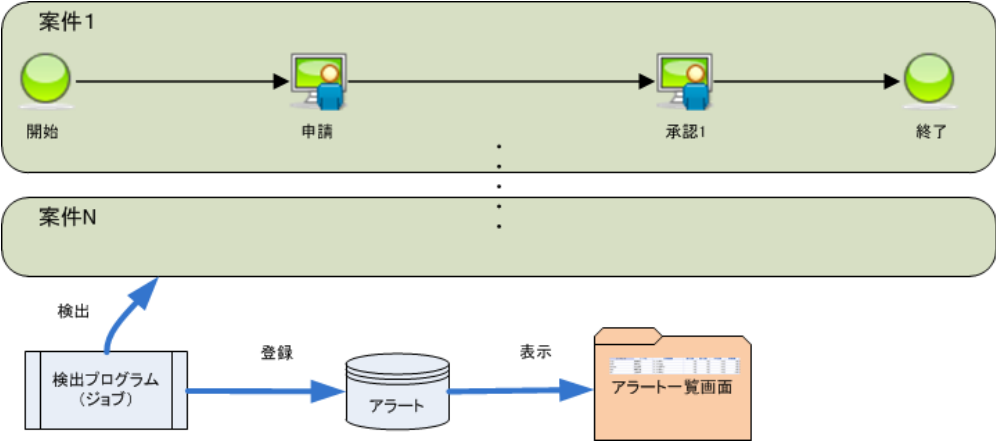 案件1
開始
申請
承認1
終了
案件N
検出
登録
表示
検出プログラム
（ジョブ）
アラート
アラート一覧画面